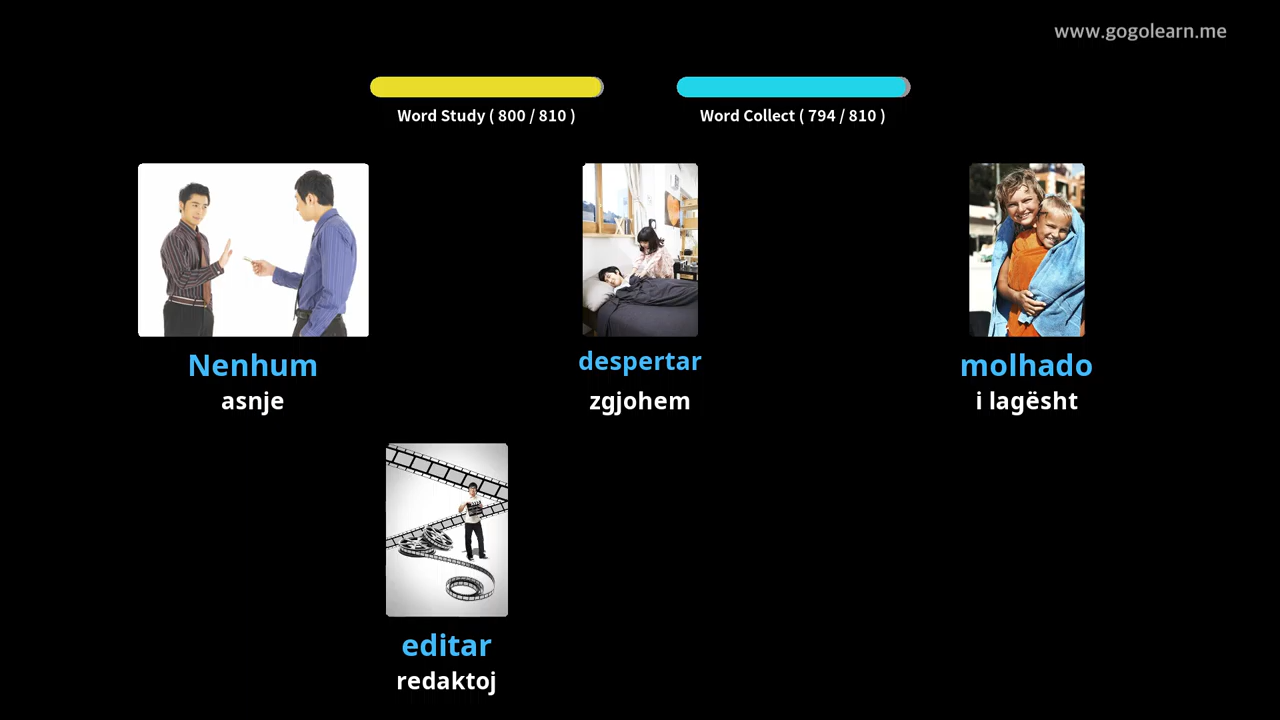 www.gogolearn.me
Word Study ( 800 / 810 )
Word Collect ( 794 / 810 )
Nenhum
asnje
despertar
zgjohem
molhado
i lagësht
editar
redaktoj